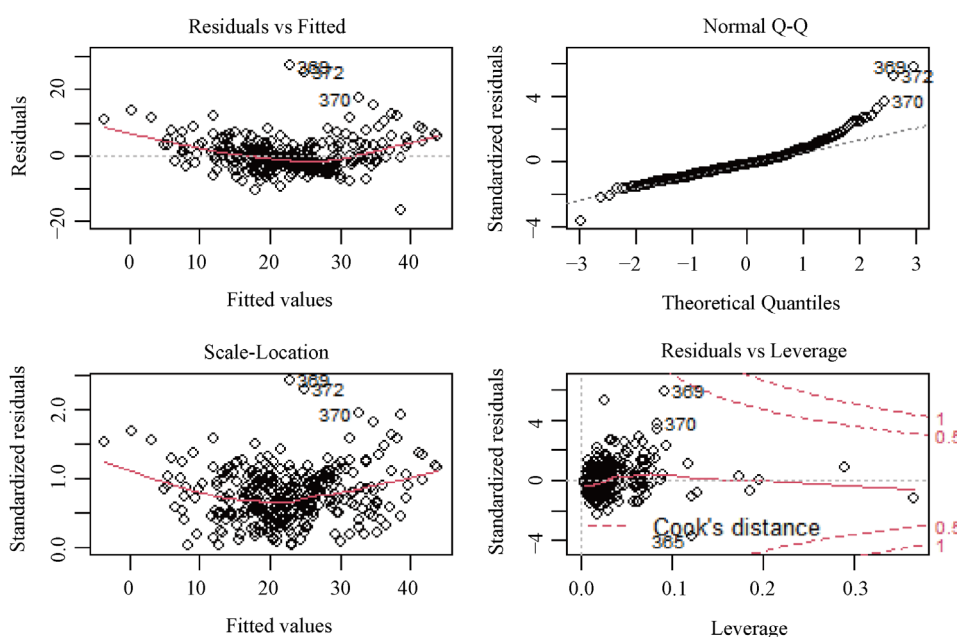 Residuals vs Fitted
Residuals
20
0
−20
369
372
370
0 10 20 30 40
Fitted values
Normal Q-Q
Standardized residuals
4
0
−4
369
372
370
−3 −2 −1 0 1 2 3
Theoretical Quantiles
Scale-Location
Standardized residuals
2.0
1.0
0.0
369
372
370
0 10 20 30 40
Fitted values
Residuals vs Leverage
Standardized residuals
4
0
−4
369
370
1
0.5
0.5
1
Cook's distance
365
0.0 0.1 0.2 0.3
Leverage